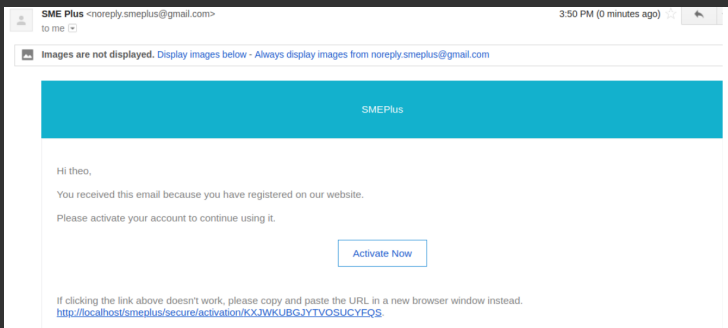 SME Plus <noreply.smeplus@gmail.com> 3:50 PM (0 minutes ago)
to me
Images are not displayed. Display images below - Always display images from noreply.smeplus@gmail.com
SMEPlus
Hi theo,
You received this email because you have registered on our website.
Please activate your account to continue using it.
Activate Now
If clicking the link above doesn't work, please copy and paste the URL in a new browser window instead.
http://localhost/smeplus/secure/activation/KXJWKUBGJYTVOSUCYFQS.